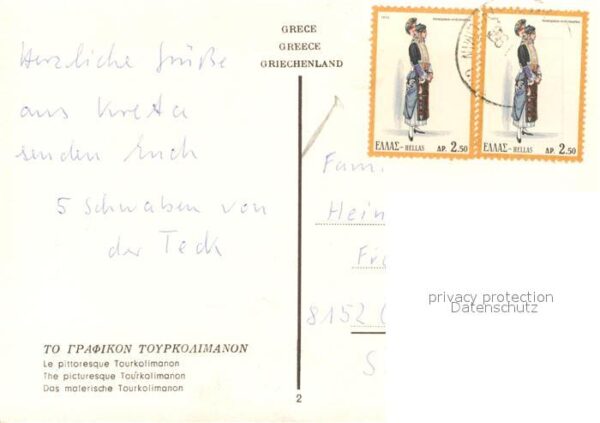 GRECE
GREECE
GRIECHENLAND
Herzliche Grüße
aus Kreta
senden Euch
5 Schwaben von
der Teck
ΤΟ ΓΡΑΦΙΚΟΝ ΤΟΥΡΚΟΛΙΜΑΝΟΝ
Le pittoresque Tourkolimanon
The picturesque Tourkolimanon
Das malerische Tourkolimanon
2
ΕΛΛΑΣ-HELLAS ΔΡ. 2.50
ΕΛΛΑΣ-HELLAS ΔΡ. 2.50
Fam
Hein
Fr
8152
S
privacy protection
Datenschutz